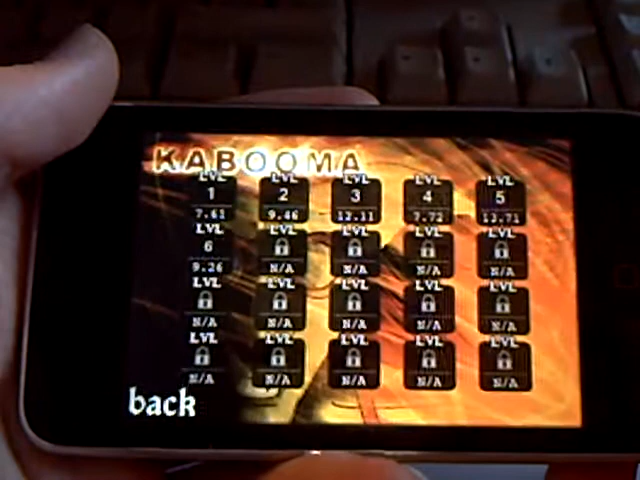 KABOOMA
LVL LVL LVL LVL LVL
1 2 3 4 5
7.61 9.46 12.11 7.72 12.71
LVL LVL LVL LVL LVL
6
9.26 N/A N/A N/A N/A
LVL LVL LVL LVL LVL
N/A N/A N/A N/A N/A
LVL LVL LVL LVL LVL
N/A N/A N/A N/A N/A
back